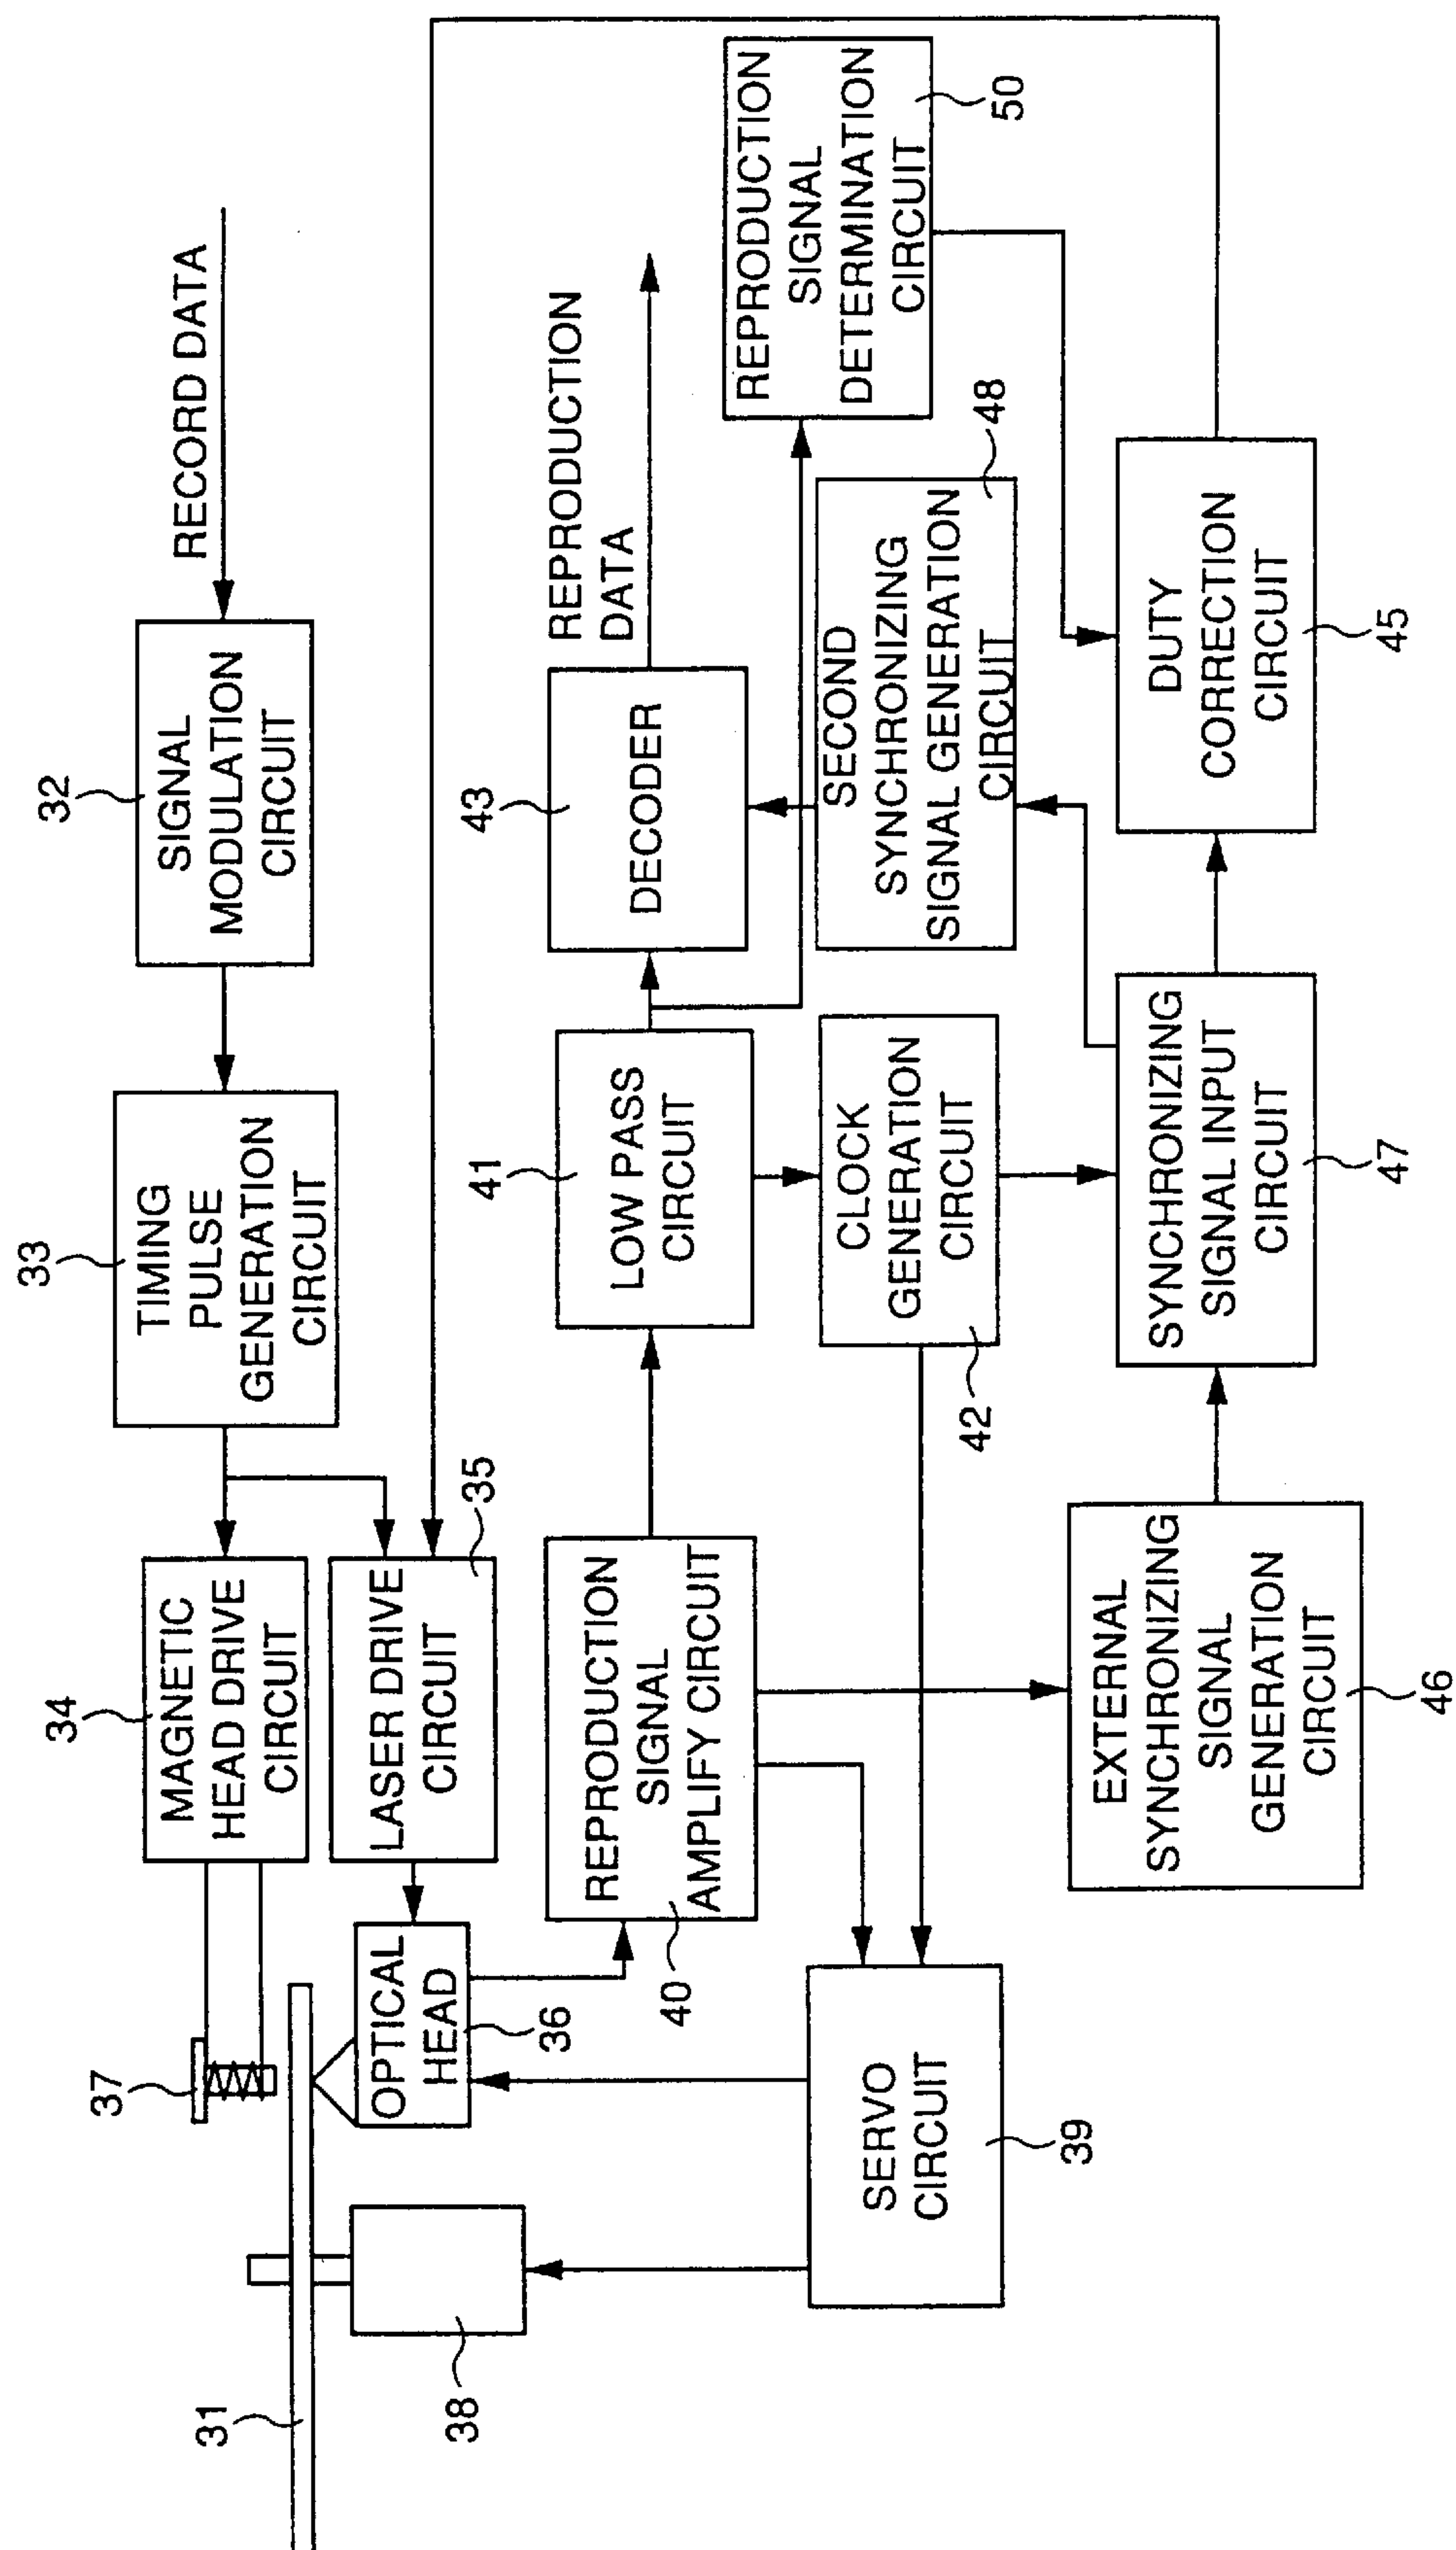 31
38
37
34
MAGNETIC
HEAD DRIVE
CIRCUIT
33
TIMING
PULSE
GENERATION
CIRCUIT
32
SIGNAL
MODULATION
CIRCUIT
RECORD DATA
OPTICAL
HEAD
36
LASER DRIVE
CIRCUIT
35
REPRODUCTION
SIGNAL
AMPLIFY CIRCUIT
40
41
LOW PASS
CIRCUIT
43
DECODER
REPRODUCTION
DATA
SERVO
CIRCUIT
39
CLOCK
GENERATION
CIRCUIT
42
SECOND
SYNCHRONIZING
SIGNAL GENERATION
CIRCUIT
48
REPRODUCTION
SIGNAL
DETERMINATION
CIRCUIT
50
EXTERNAL
SYNCHRONIZING
SIGNAL
GENERATION
CIRCUIT
46
SYNCHRONIZING
SIGNAL INPUT
CIRCUIT
47
DUTY
CORRECTION
CIRCUIT
45